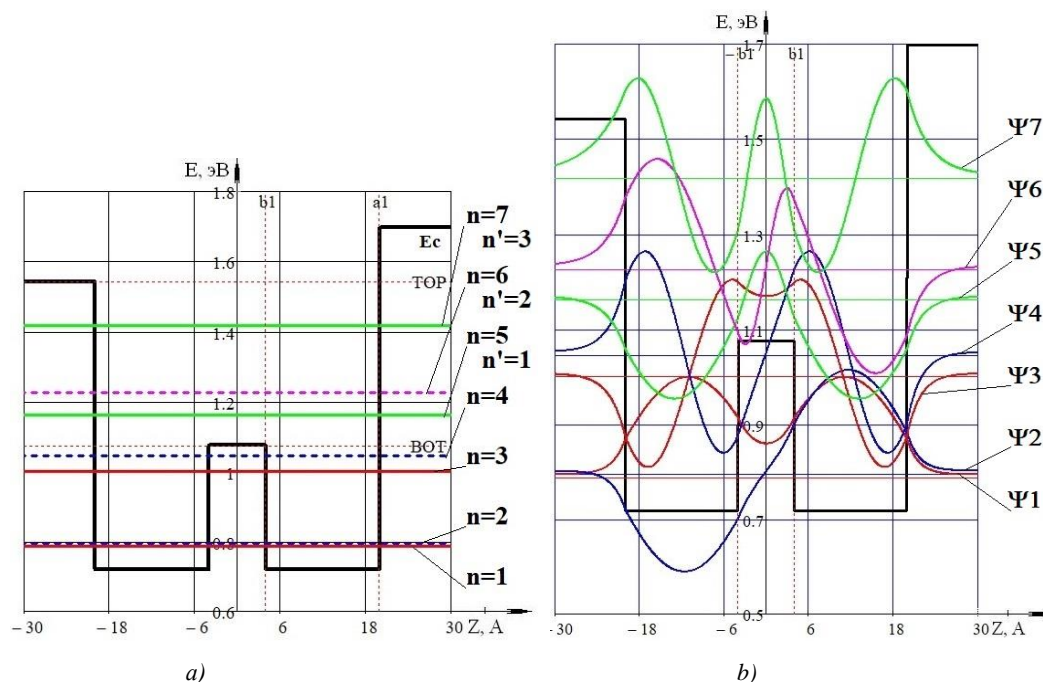 E, эВ
1.8
b1
a1
n=7
1.6
Ec
n'=3
TOP
n=6
n'=2
1.4
n=5
n'=1
1.2
n=4
BOT
1
n=3
n=2
0.8
n=1
0.6
−30
−18
−6
6
18
30
Z, A
a)
E, эВ
1.7
−b1
b1
Ψ7
1.5
Ψ6
1.3
Ψ5
Ψ4
1.1
Ψ3
0.9
Ψ2
Ψ1
0.7
0.5
-30
−18
−6
6
18
30
Z, A
b)